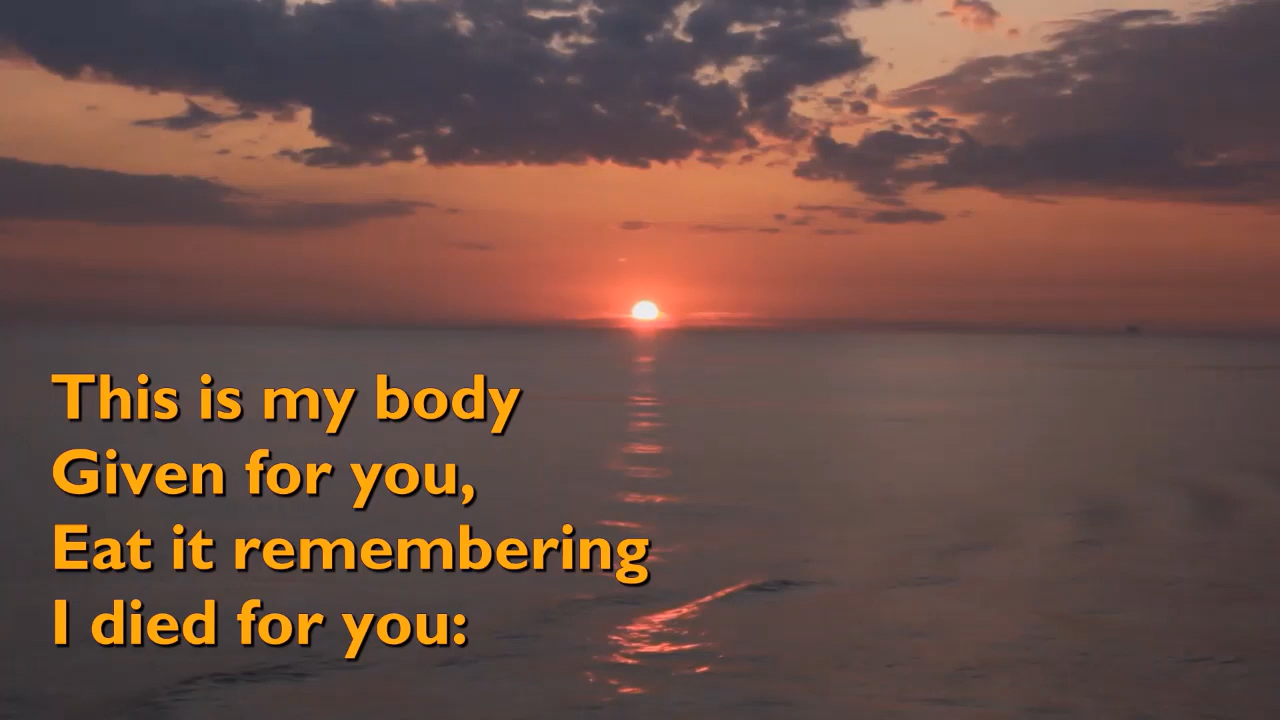 This is my body
Given for you,
Eat it remembering
I died for you: